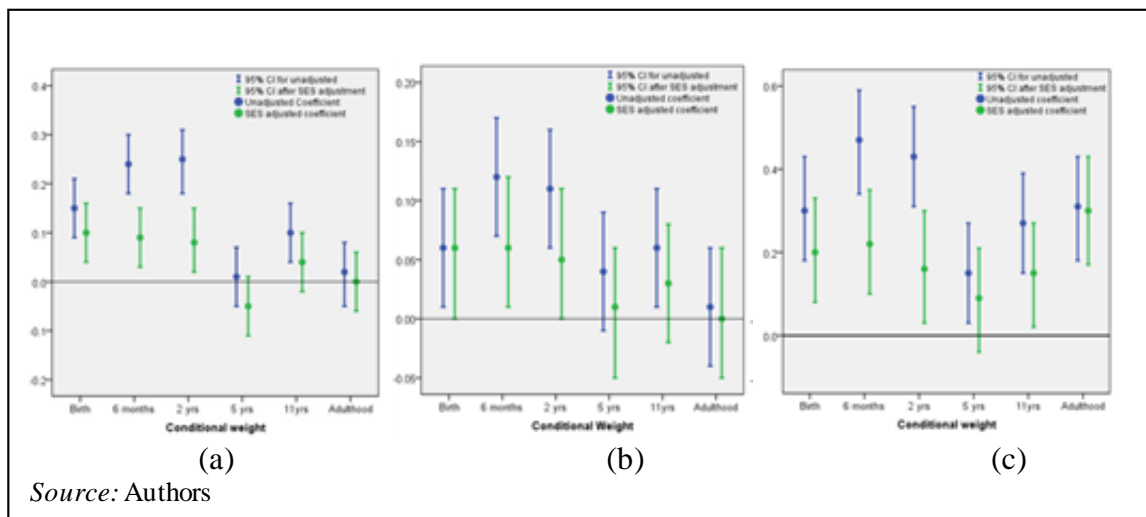 95% CI for unadjusted
95% CI after SES adjustment
Unadjusted Coefficient
SES adjusted coefficient
0.4
0.3
0.2
0.1
0.0
-0.1
-0.2
Birth
6 months
2 yrs
5 yrs
11yrs
Adulthood
Conditional weight
(a)
95% CI for unadjusted
95% CI after SES adjustment
Unadjusted coefficient
SES adjusted coefficient
0.20
0.15
0.10
0.05
0.00
-0.05
Birth
6 months
2 yrs
5 yrs
11 yrs
Adulthood
Conditional Weight
(b)
95% CI for unadjusted
95% CI after SES adjustment
Unadjusted coefficient
SES adjusted coefficient
0.6
0.4
0.2
0.0
Birth
6 months
2 yrs
5 yrs
11yrs
Adulthood
Conditional weight
(c)
Source: Authors